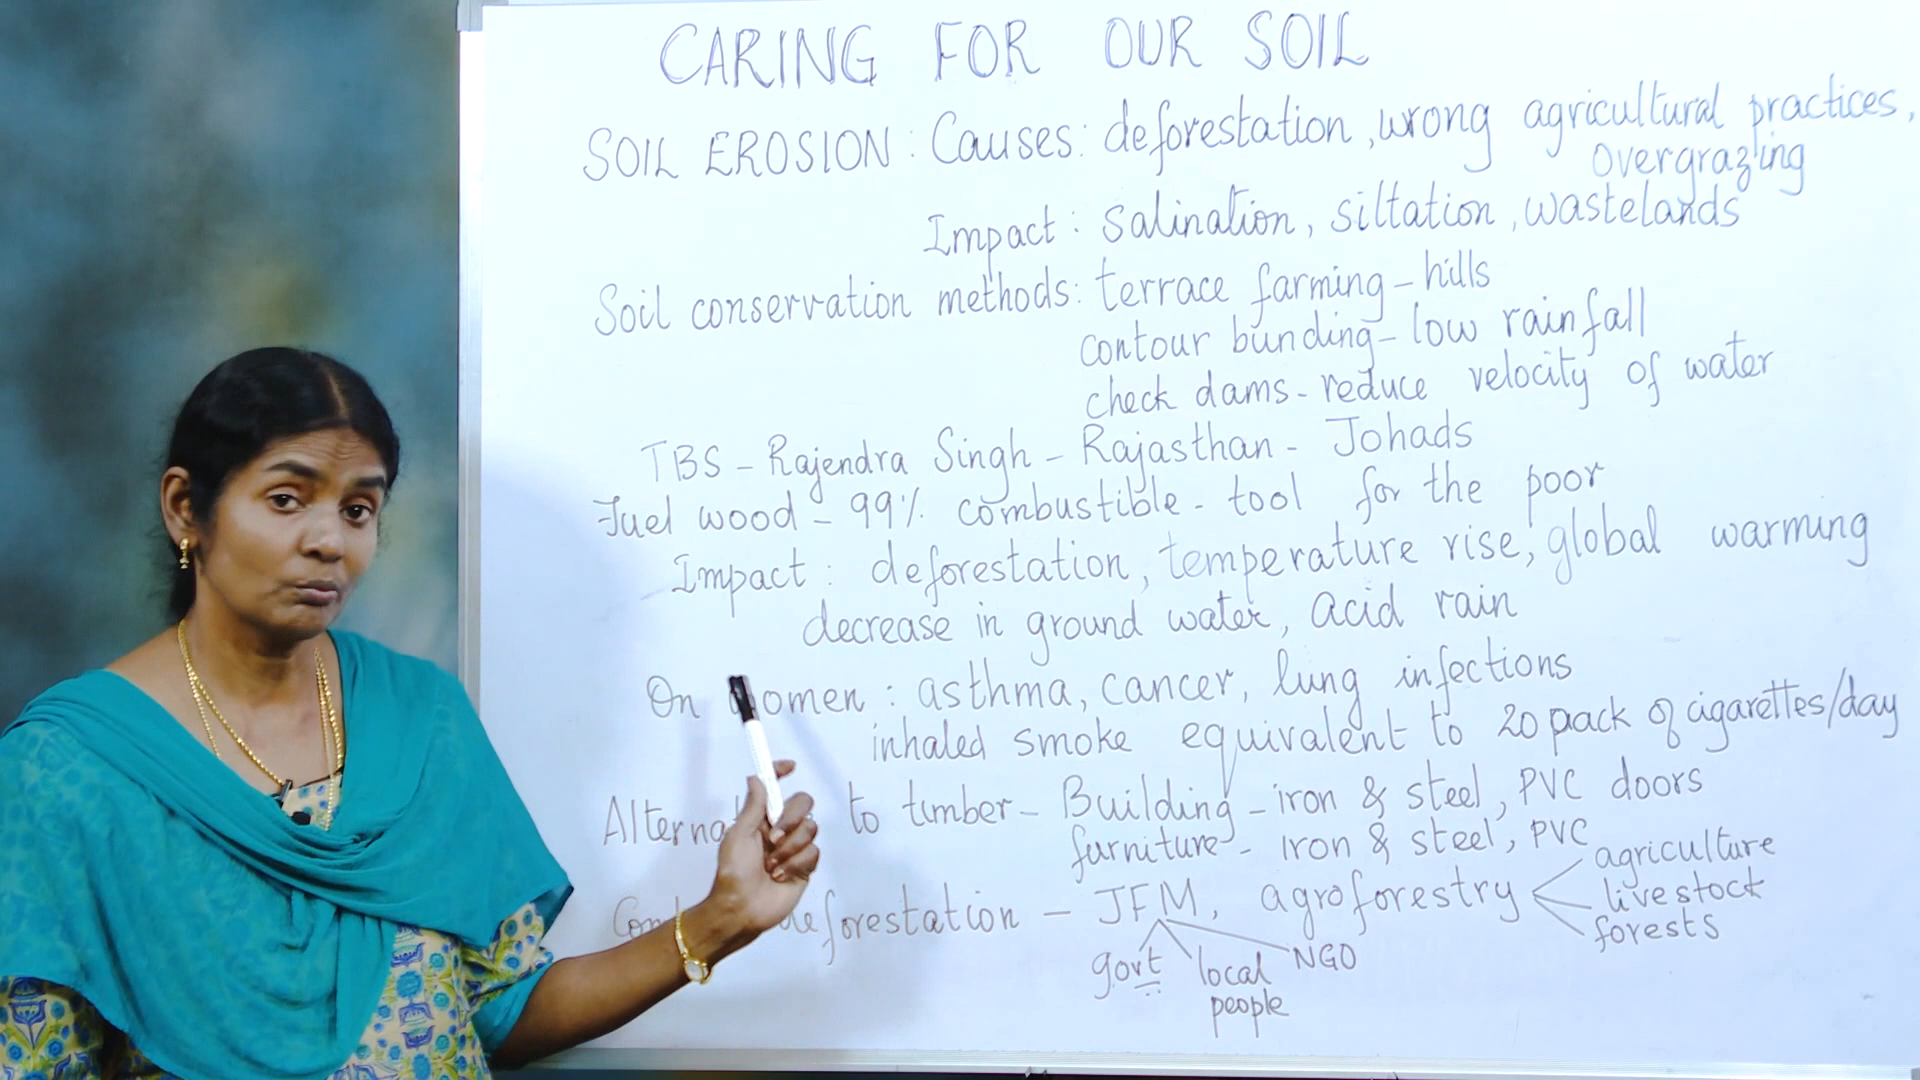 CARING FOR OUR SOIL
SOIL EROSION : Causes : deforestation, wrong agricultural practices,
overgrazing
Impact : Salination, siltation, wastelands
Soil conservation methods: terrace farming - hills
contour bunding - low rainfall
check dams - reduce velocity of water
TBS - Rajendra Singh - Rajasthan - Johads
Fuel wood - 99% combustible - tool for the poor
Impact : deforestation, temperature rise, global warming
decrease in ground water, acid rain
On women : asthma, cancer, lung infections
inhaled smoke equivalent to 20 pack of cigarettes/day
to timber - Building - iron & steel, PVC doors
furniture - iron & steel, PVC
deforestation - JFM, agroforestry
agriculture
livestock
forests
govt local people NGO